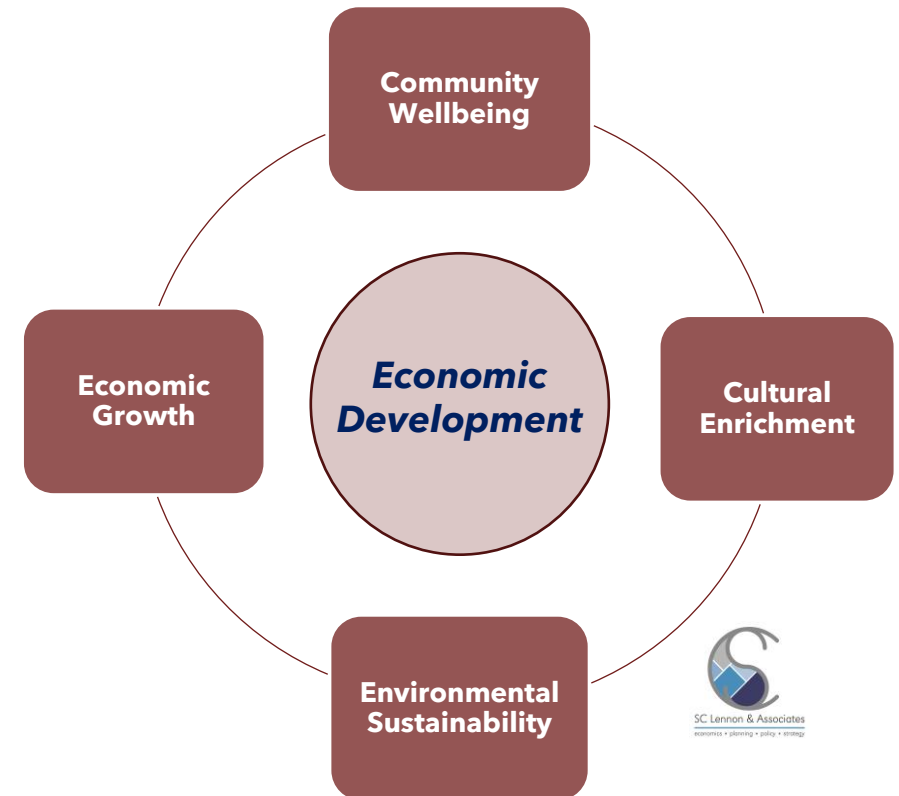 Community
Wellbeing
Economic
Growth
Economic
Development
Cultural
Enrichment
Environmental
Sustainability
SC Lennon & Associates
economics • planning • policy • strategy